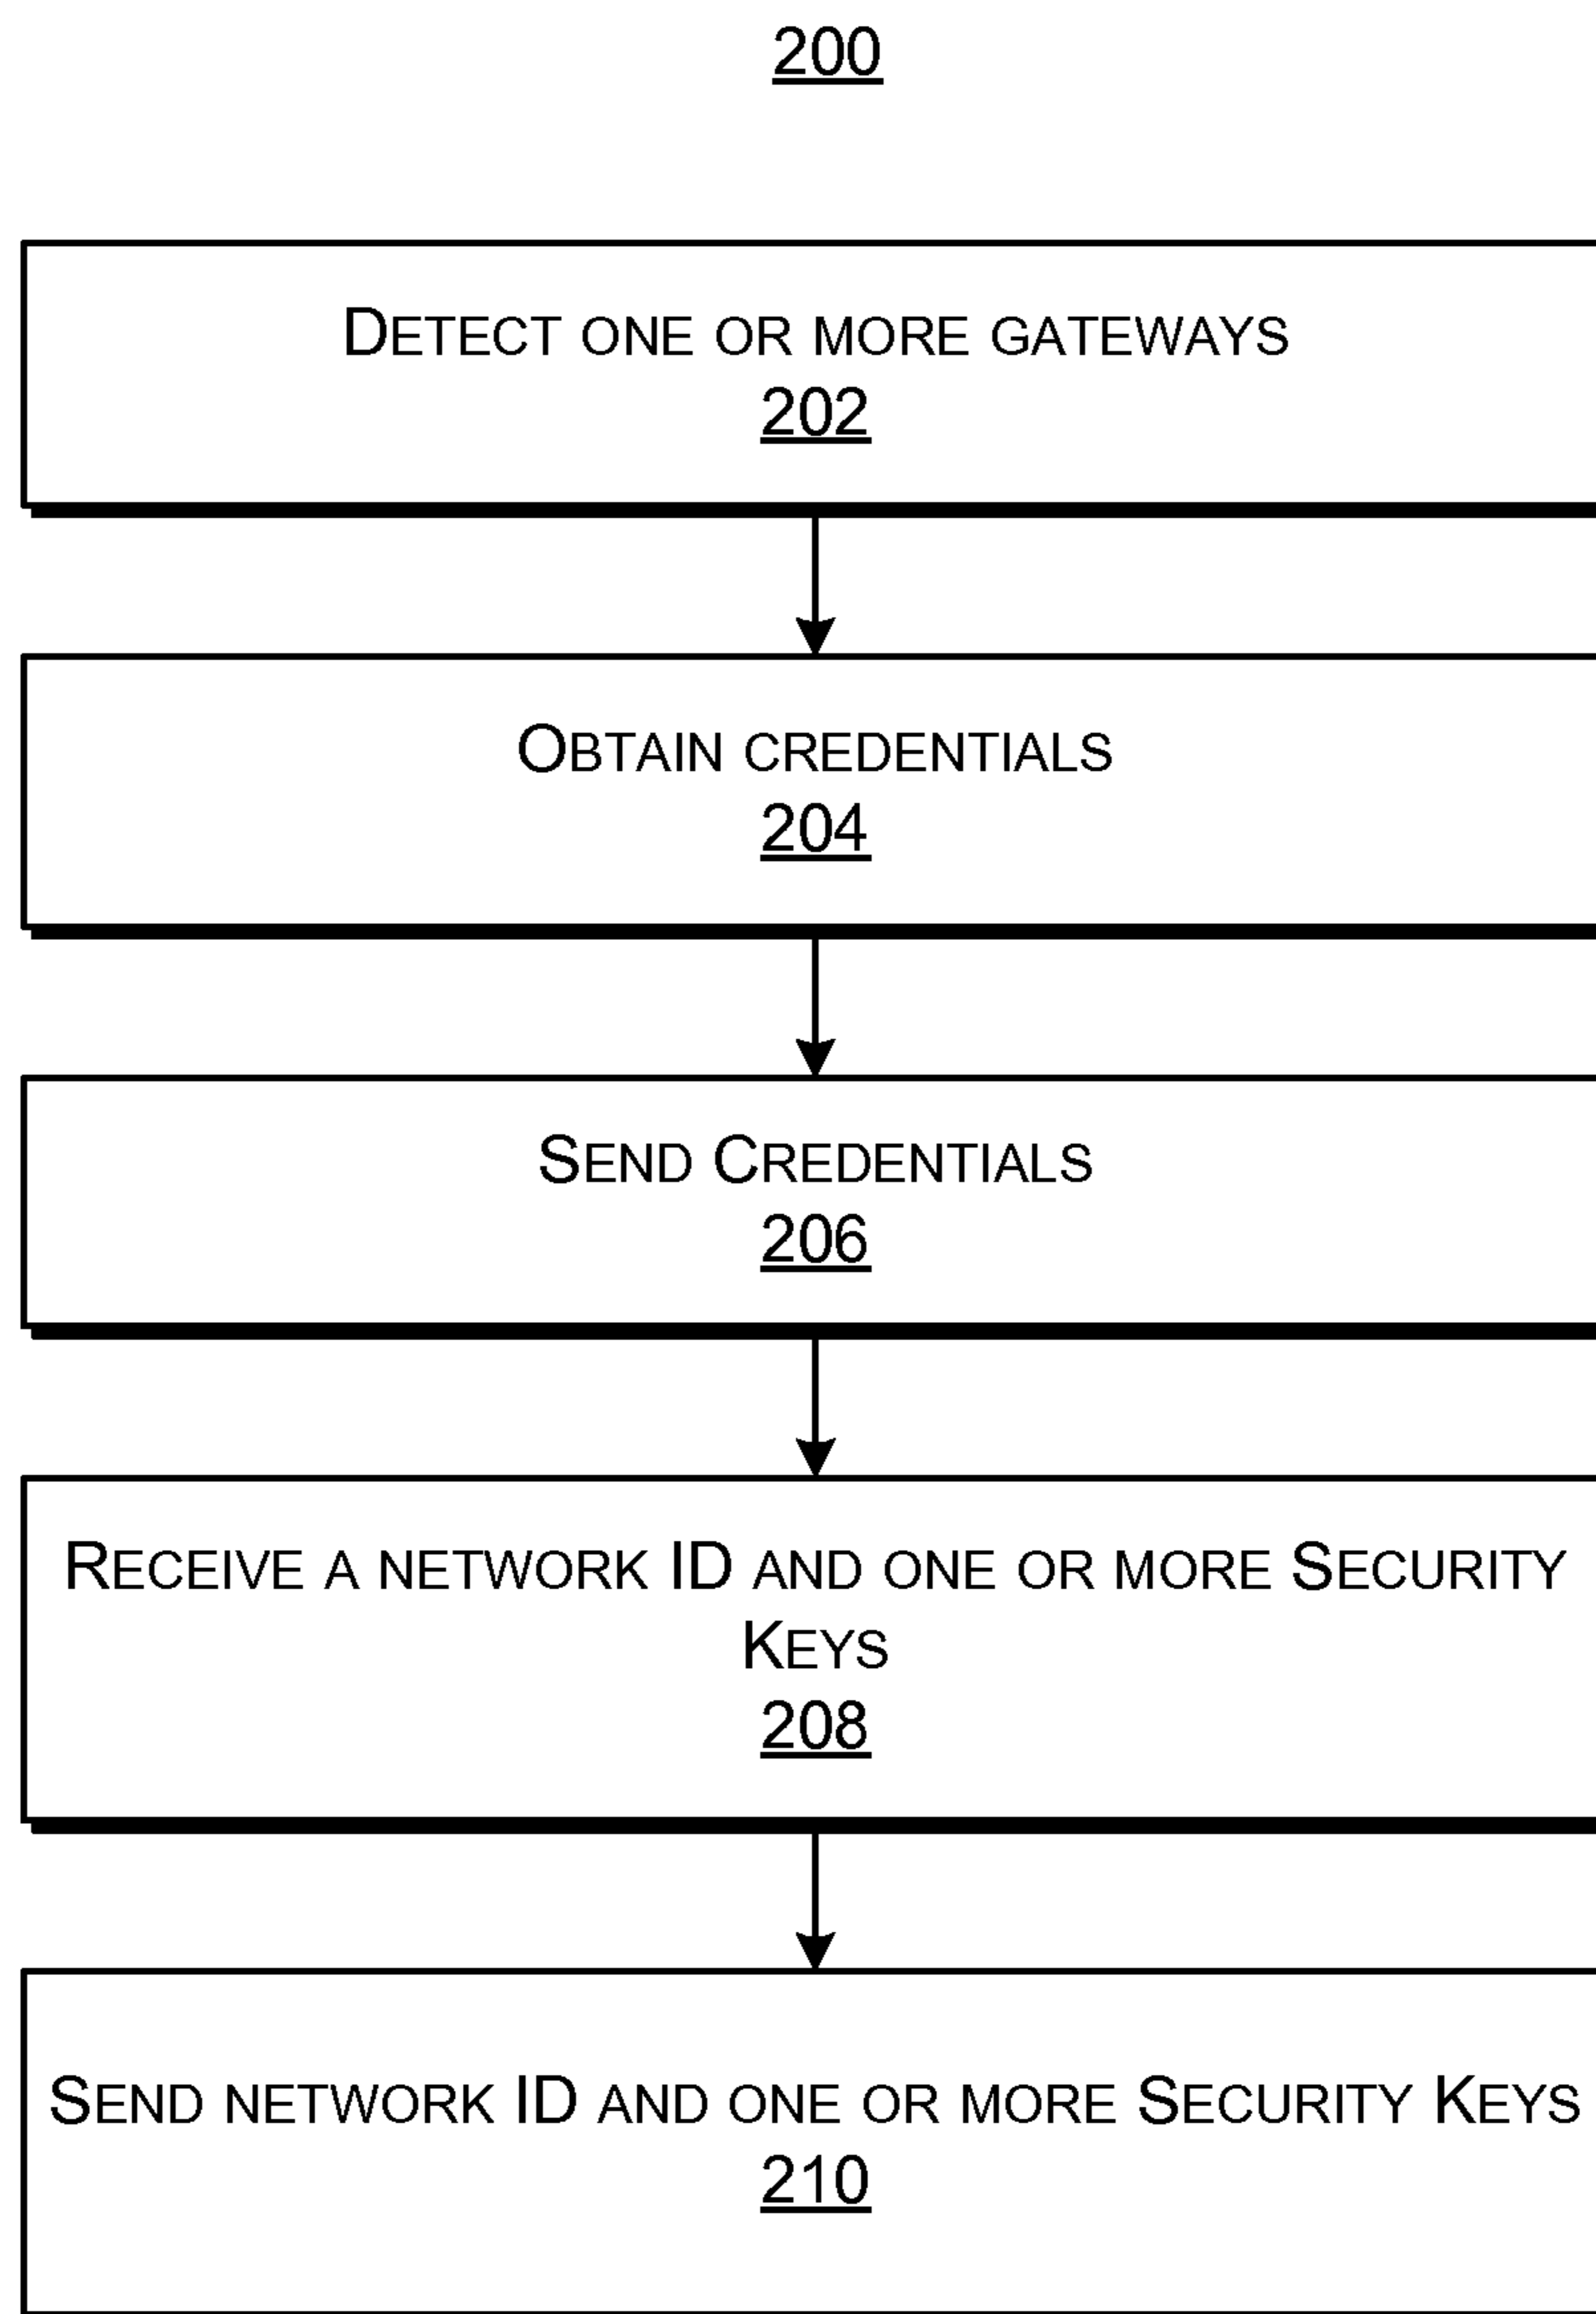 200
Detect one or more gateways
202
Obtain credentials
204
Send Credentials
206
Receive a network ID and one or more Security
Keys
208
Send network ID and one or more Security Keys
210